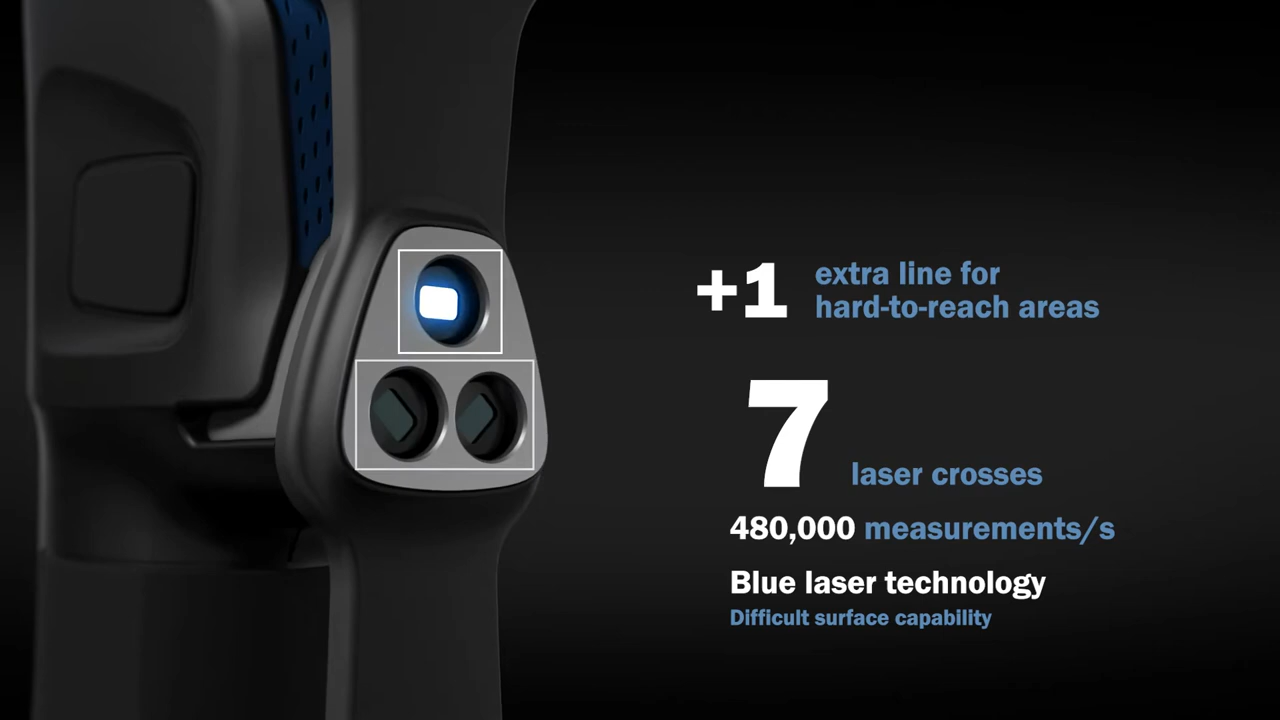 +1 extra line for
hard-to-reach areas
7 laser crosses
480,000 measurements/s
Blue laser technology
Difficult surface capability